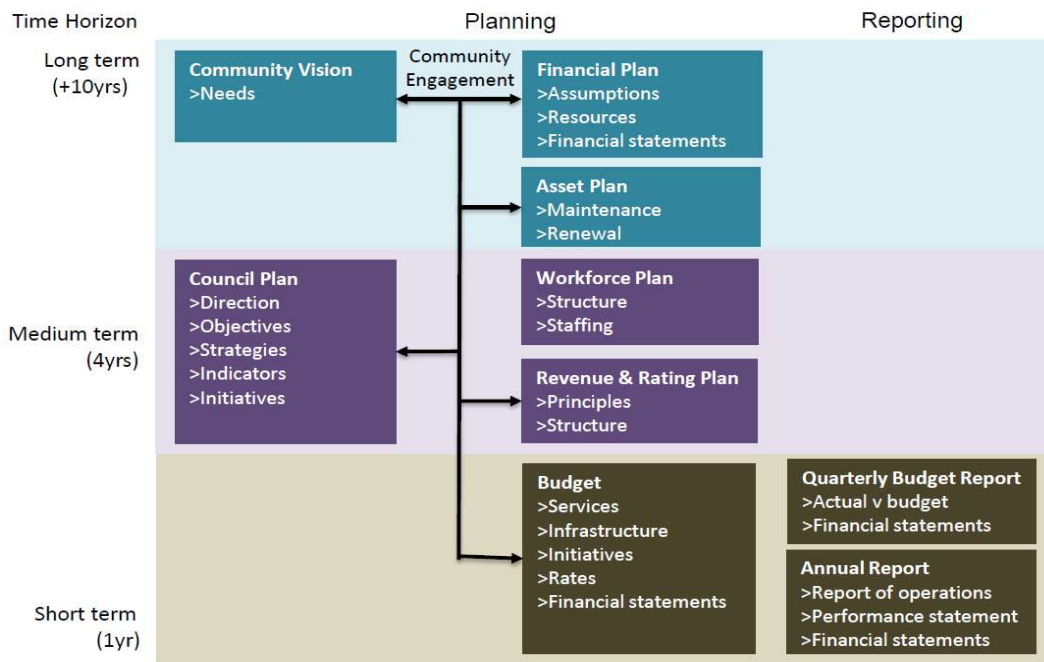 Time Horizon
Planning
Reporting
Long term
(+10yrs)
Community Vision
>Needs
Community
Engagement
Financial Plan
>Assumptions
>Resources
>Financial statements
Asset Plan
>Maintenance
>Renewal
Medium term
(4yrs)
Council Plan
>Direction
>Objectives
>Strategies
>Indicators
>Initiatives
Workforce Plan
>Structure
>Staffing
Revenue & Rating Plan
>Principles
>Structure
Short term
(1yr)
Budget
>Services
>Infrastructure
>Initiatives
>Rates
>Financial statements
Quarterly Budget Report
>Actual v budget
>Financial statements
Annual Report
>Report of operations
>Performance statement
>Financial statements